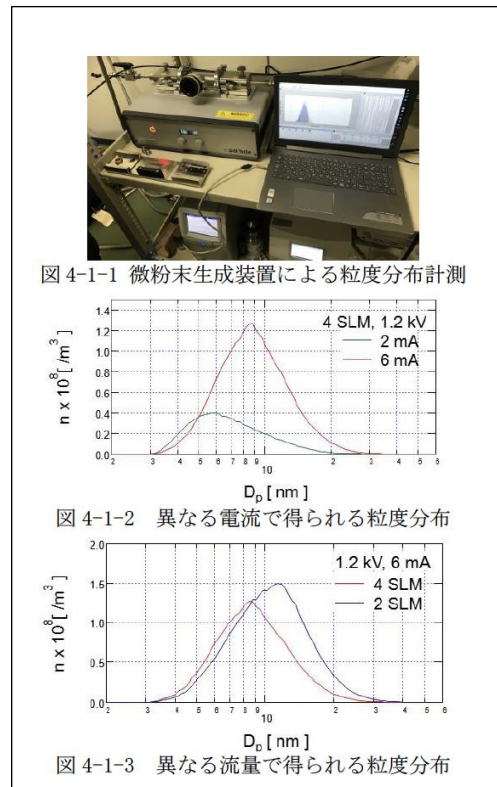 図 4-1-1 微粉末生成装置による粒度分布計測
1.4
1.2
1.0
0.8
0.6
0.4
0.2
0.0
n x 10⁸[ /m³ ]
4 SLM, 1.2 kV
2 mA
6 mA
2 3 4 5 6 7 8 9 10 2 3 4 5 6
Dp [ nm ]
図 4-1-2 異なる電流で得られる粒度分布
2.0
1.5
1.0
0.5
0.0
n x 10⁸[ /m³ ]
1.2 kV, 6 mA
4 SLM
2 SLM
2 3 4 5 6 7 8 9 10 2 3 4 5 6
Dp [ nm ]
図 4-1-3 異なる流量で得られる粒度分布